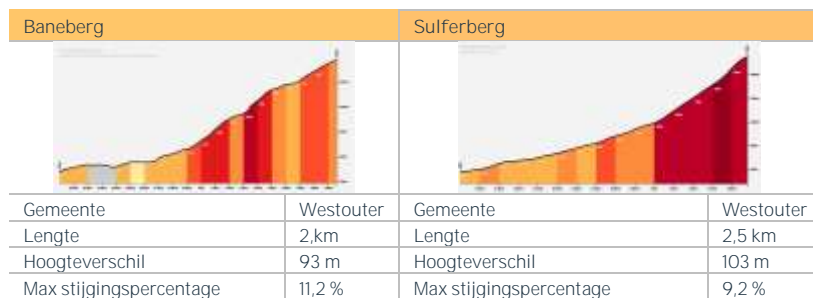 Baneberg Sulferberg
Gemeente Westouter Gemeente Westouter
Lengte 2,km Lengte 2,5 km
Hoogteverschil 93 m Hoogteverschil 103 m
Max stijgingspercentage 11,2 % Max stijgingspercentage 9,2 %